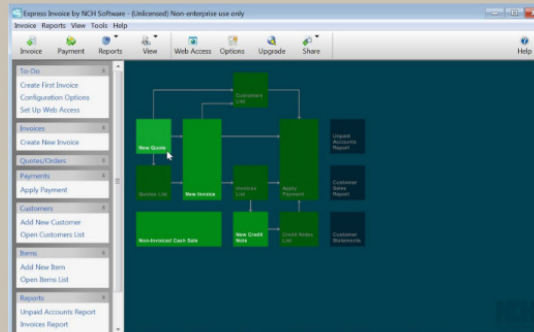 Express Invoice by NCH Software - (Unlicensed) Non-enterprise use only
Invoice Reports View Tools Help
Invoice Payment Reports View Web Access Options Upgrade Share Help
To-Do
Create First Invoice
Configuration Options
Set Up Web Access
Invoices
Create New Invoice
Quotes/Orders
Payments
Apply Payment
Customers
Add New Customer
Open Customers List
Items
Add New Item
Open Items List
Reports
Unpaid Accounts Report
Invoices Report
Customers
List
New Quote
Quotes List
New Invoice
Invoices
List
Apply
Payment
Unpaid
Accounts
Report
Customer
Sales
Report
Non-Invoiced Cash Sale
New Credit
Note
Credit Notes
List
Customer
Statements
NCH